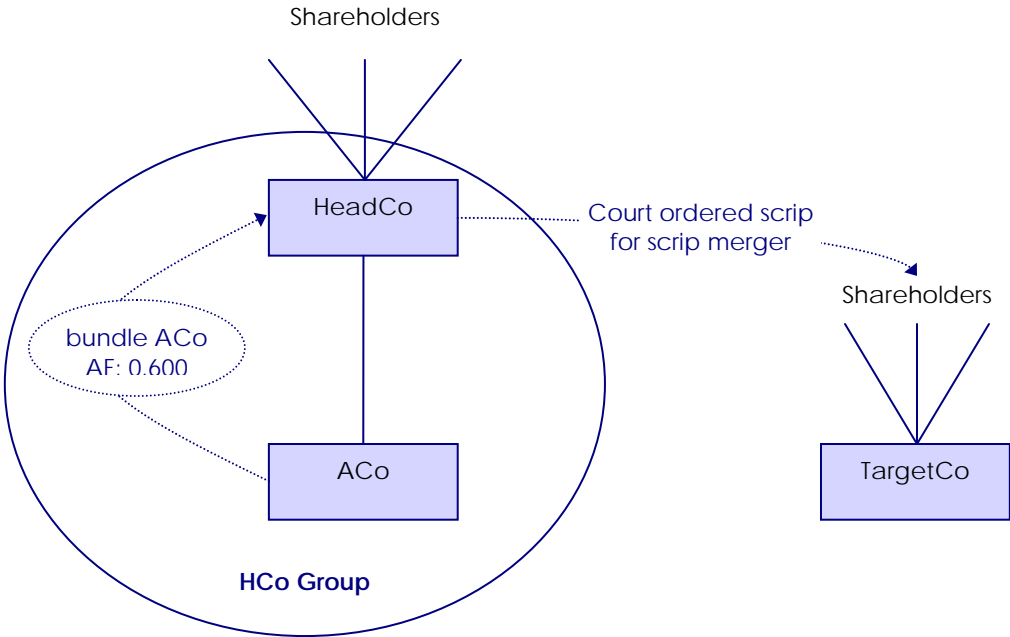 Shareholders
HeadCo
Court ordered scrip
for scrip merger
Shareholders
bundle ACo
AF: 0.600
ACo
TargetCo
HCo Group